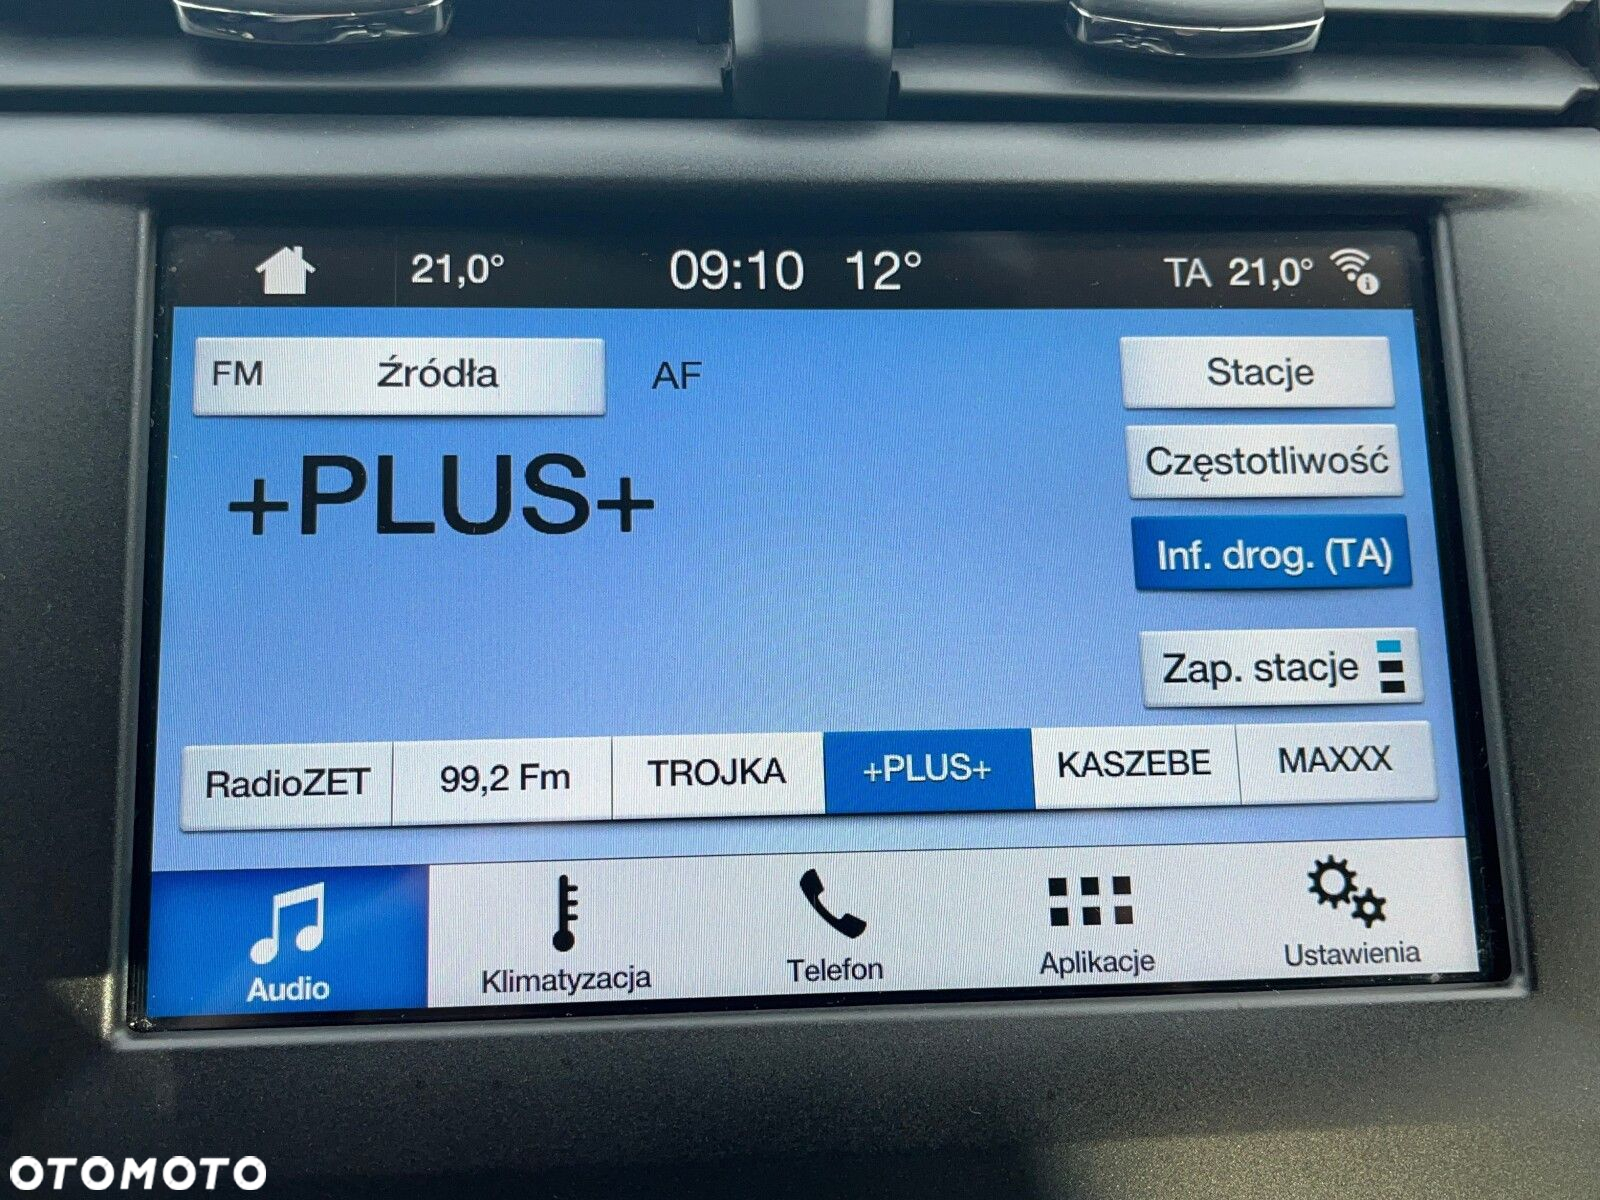 21,0° 09:10 12° TA 21,0°
FM Źródła AF Stacje
+PLUS+
Częstotliwość
Inf. drog. (TA)
Zap. stacje
RadioZET 99,2 Fm TROJKA +PLUS+ KASZEBE MAXXX
Audio Klimatyzacja Telefon Aplikacje Ustawienia
OTOMOTO